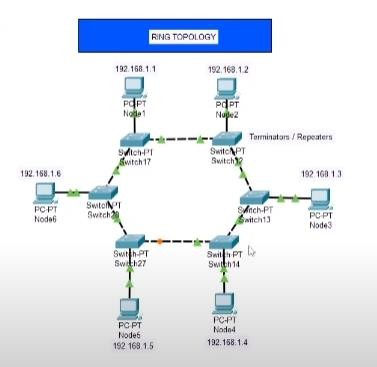 RING TOPOLOGY
192.168.1.1
192.168.1.2
PC-PT
Node1
PC-PT
Node2
Switch-PT
Switch17
Switch-PT
Terminators / Repeaters
192.168.1.6
192.168.1.3
PC-PT
Node6
Switch-PT
Switch-PT
Switch13
PC-PT
Node3
Switch-PT
Switch27
Switch-PT
Switch14
PC-PT
Node5
192.168.1.5
PC-PT
Node4
192.168.1.4